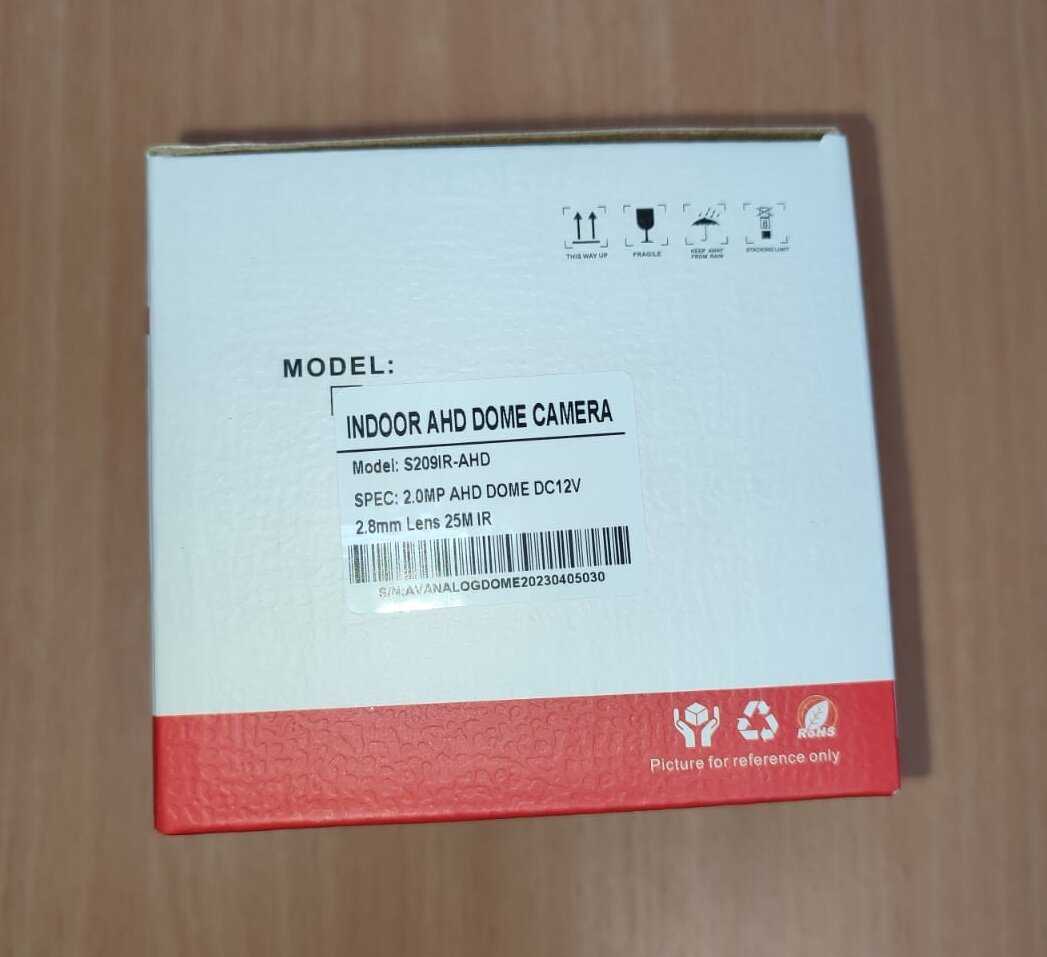 THIS WAY UP
FRAGILE
KEEP AWAY
FROM RAIN
STACKING LIMIT
MODEL:
INDOOR AHD DOME CAMERA
Model: S209IR-AHD
SPEC: 2.0MP AHD DOME DC12V
2.8mm Lens 25M IR
S/N:AVANALOGDOME20230405030
RSHS
Picture for reference only